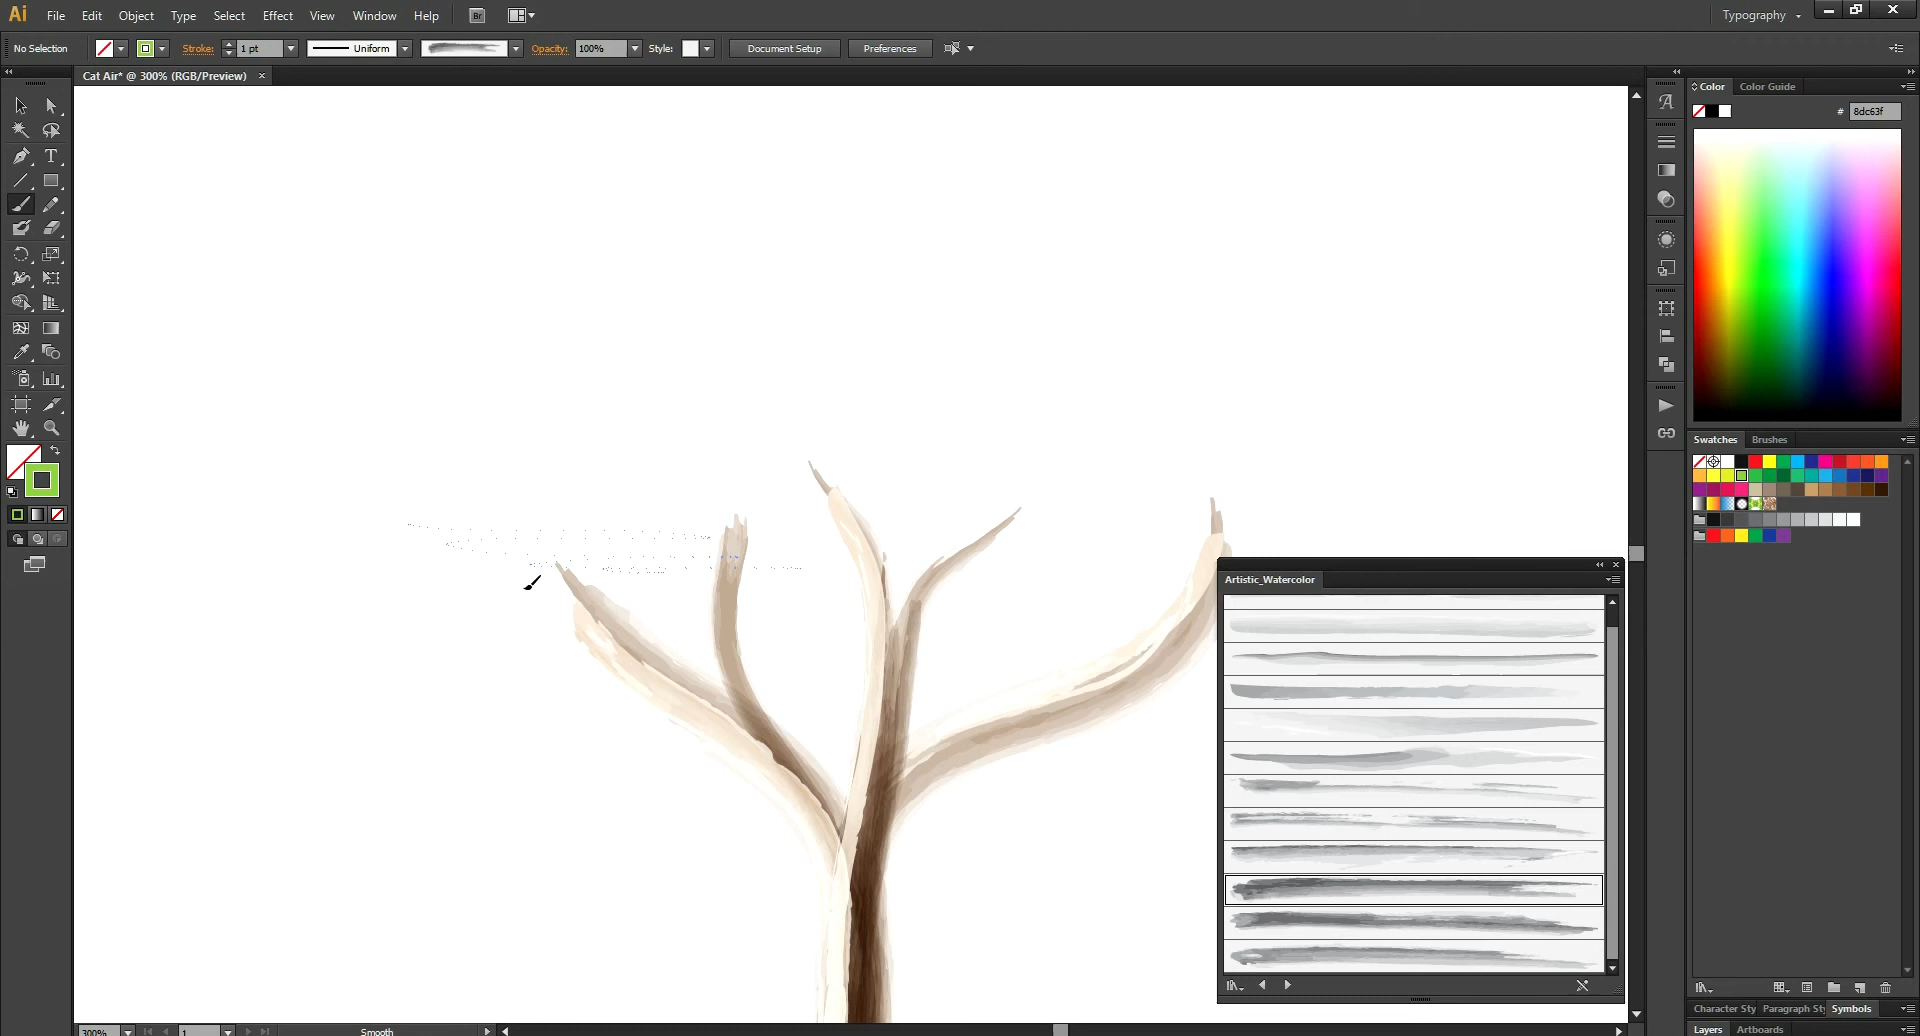 Ai File Edit Object Type Select Effect View Window Help Br Typography
No Selection Stroke: 1 pt Uniform Opacity: 100% Style: Document Setup Preferences
Cat Air* @ 300% (RGB/Preview)
Color Color Guide
# 8dc63f
Swatches Brushes
Artistic_Watercolor
Character Sty Paragraph Sty Symbols
Layers Artboards
300% 1 Smooth